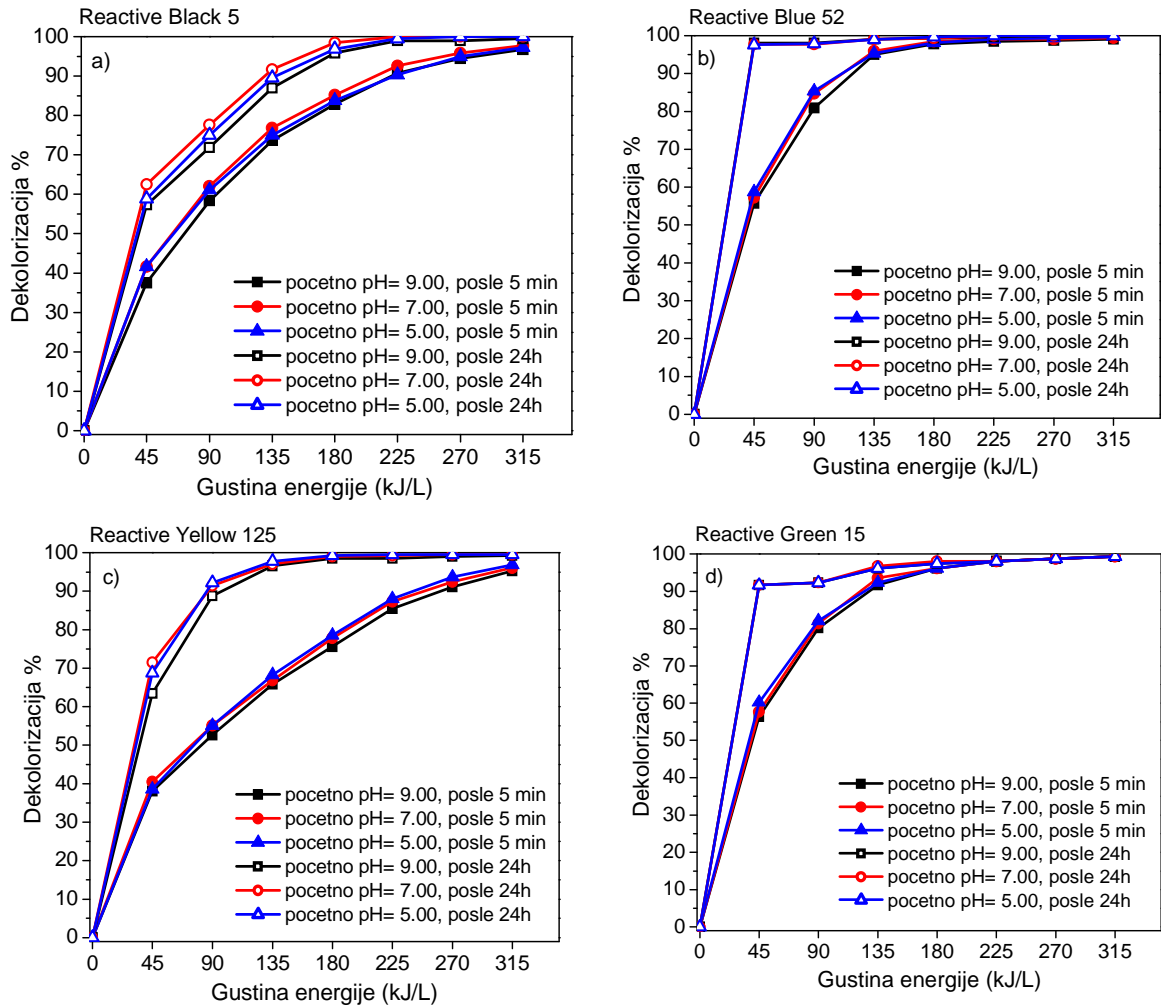 Reactive Black 5
a)
Dekolorizacija %
100
90
80
70
60
50
40
30
20
10
0
pocetno pH= 9.00, posle 5 min
pocetno pH= 7.00, posle 5 min
pocetno pH= 5.00, posle 5 min
pocetno pH= 9.00, posle 24h
pocetno pH= 7.00, posle 24h
pocetno pH= 5.00, posle 24h
0 45 90 135 180 225 270 315
Gustina energije (kJ/L)
Reactive Blue 52
b)
Dekolorizacija %
100
90
80
70
60
50
40
30
20
10
0
pocetno pH= 9.00, posle 5 min
pocetno pH= 7.00, posle 5 min
pocetno pH= 5.00, posle 5 min
pocetno pH= 9.00, posle 24h
pocetno pH= 7.00, posle 24h
pocetno pH= 5.00, posle 24h
0 45 90 135 180 225 270 315
Gustina energije (kJ/L)
Reactive Yellow 125
c)
Dekolorizacija %
100
90
80
70
60
50
40
30
20
10
0
pocetno pH= 9.00, posle 5 min
pocetno pH= 7.00, posle 5 min
pocetno pH= 5.00, posle 5 min
pocetno pH= 9.00, posle 24h
pocetno pH= 7.00, posle 24h
pocetno pH= 5.00, posle 24h
0 45 90 135 180 225 270 315
Gustina energije (kJ/L)
Reactive Green 15
d)
Dekolorizacija %
100
90
80
70
60
50
40
30
20
10
0
pocetno pH= 9.00, posle 5 min
pocetno pH= 7.00, posle 5 min
pocetno pH= 5.00, posle 5 min
pocetno pH= 9.00, posle 24h
pocetno pH= 7.00, posle 24h
pocetno pH= 5.00, posle 24h
0 45 90 135 180 225 270 315
Gustina energije (kJ/L)